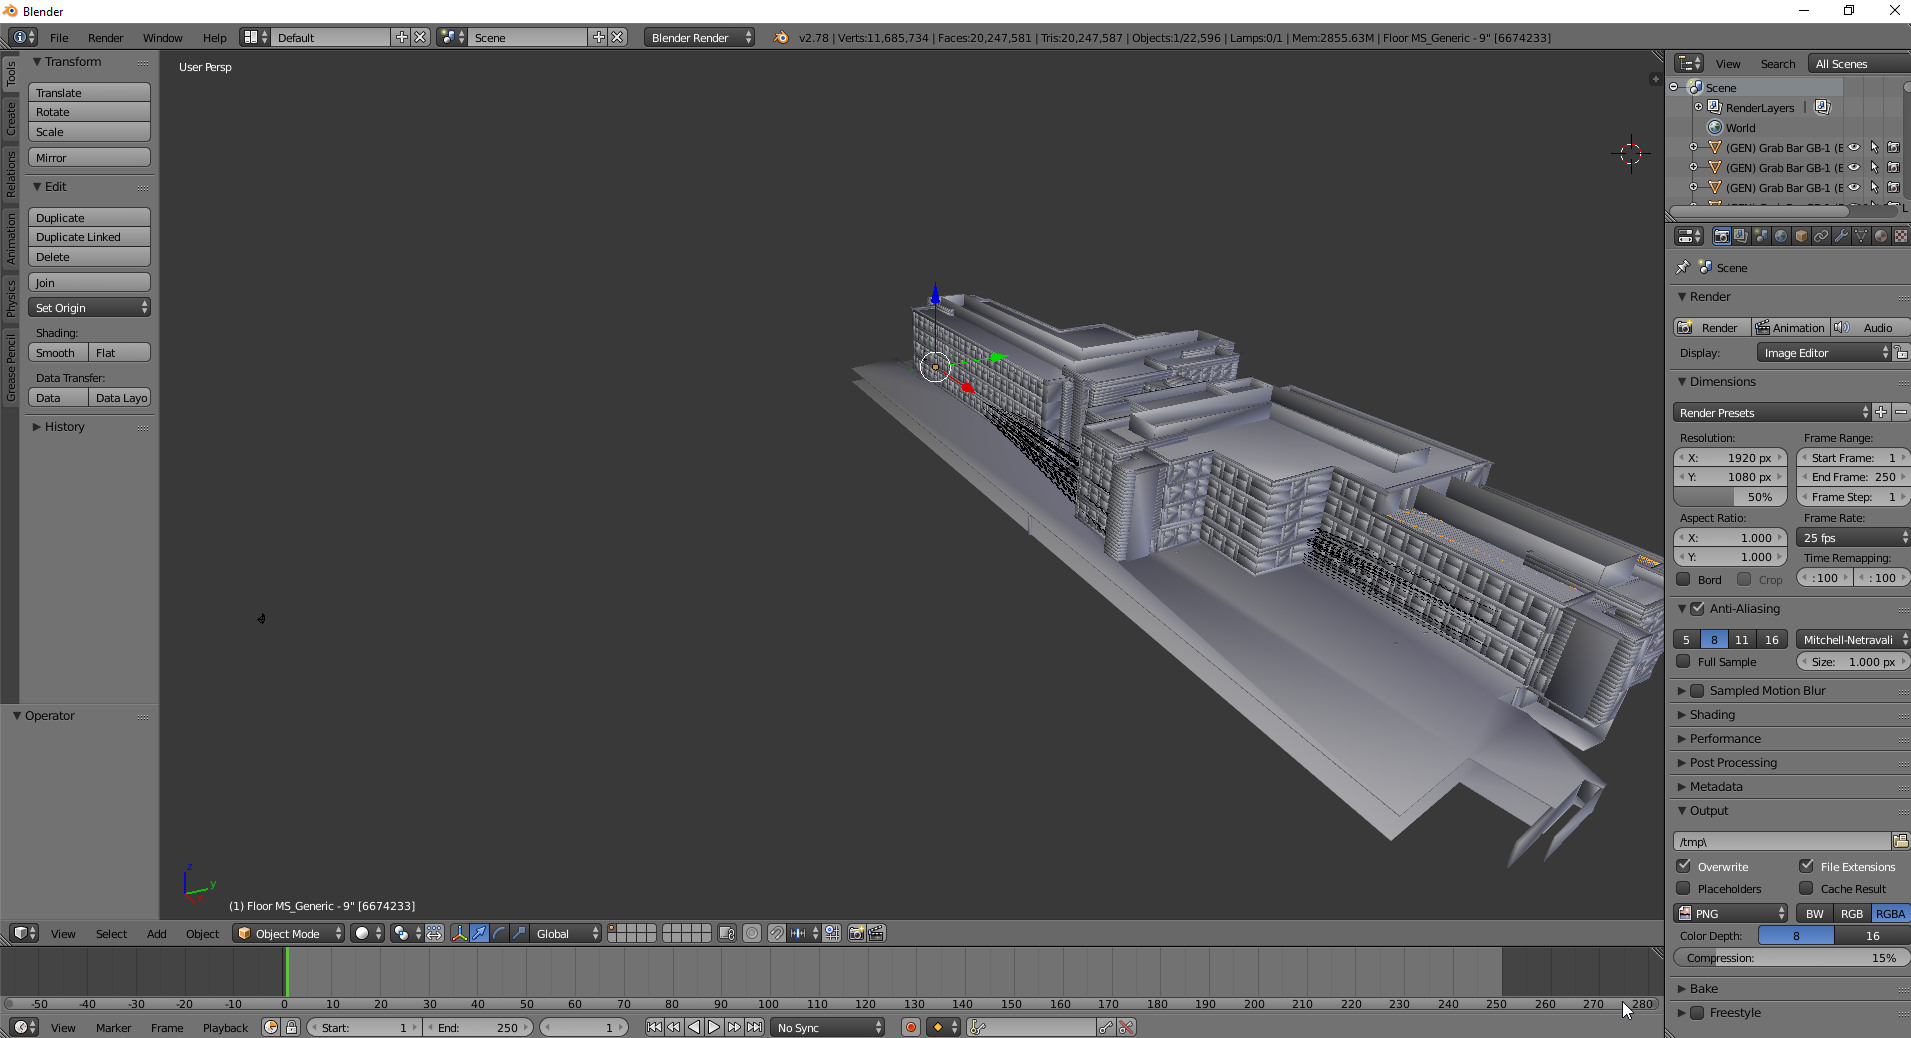 Blender
File Render Window Help Default Scene Blender Render v2.78 | Verts:11,685,734 | Faces:20,247,581 | Tris:20,247,587 | Objects:1/22,596 | Lamps:0/1 | Mem:2855.63M | Floor MS_Generic - 9" [6674233]
Tools
Create
Relations
Animation
Physics
Grease Pencil
Transform
Translate
Rotate
Scale
Mirror
Edit
Duplicate
Duplicate Linked
Delete
Join
Set Origin
Shading:
Smooth Flat
Data Transfer:
Data Data Layo
History
Operator
User Persp
z
y
x
(1) Floor MS_Generic - 9" [6674233]
View Select Add Object Object Mode Global
View Search All Scenes
Scene
RenderLayers |
World
(GEN) Grab Bar GB-1 (E
(GEN) Grab Bar GB-1 (E
(GEN) Grab Bar GB-1 (E
Scene
Render
Render Animation Audio
Display: Image Editor
Dimensions
Render Presets
Resolution: Frame Range:
X: 1920 px Start Frame: 1
Y: 1080 px End Frame: 250
50% Frame Step: 1
Aspect Ratio: Frame Rate:
X: 1.000 25 fps
Y: 1.000 Time Remapping:
Bord Crop :100 :100
Anti-Aliasing
5 8 11 16 Mitchell-Netravali
Full Sample Size: 1.000 px
Sampled Motion Blur
Shading
Performance
Post Processing
Metadata
Output
/tmp\
Overwrite File Extensions
Placeholders Cache Result
PNG BW RGB RGBA
Color Depth: 8 16
Compression: 15%
Bake
Freestyle
-50 -40 -30 -20 -10 0 10 20 30 40 50 60 70 80 90 100 110 120 130 140 150 160 170 180 190 200 210 220 230 240 250 260 270 280
View Marker Frame Playback Start: 1 End: 250 1 No Sync